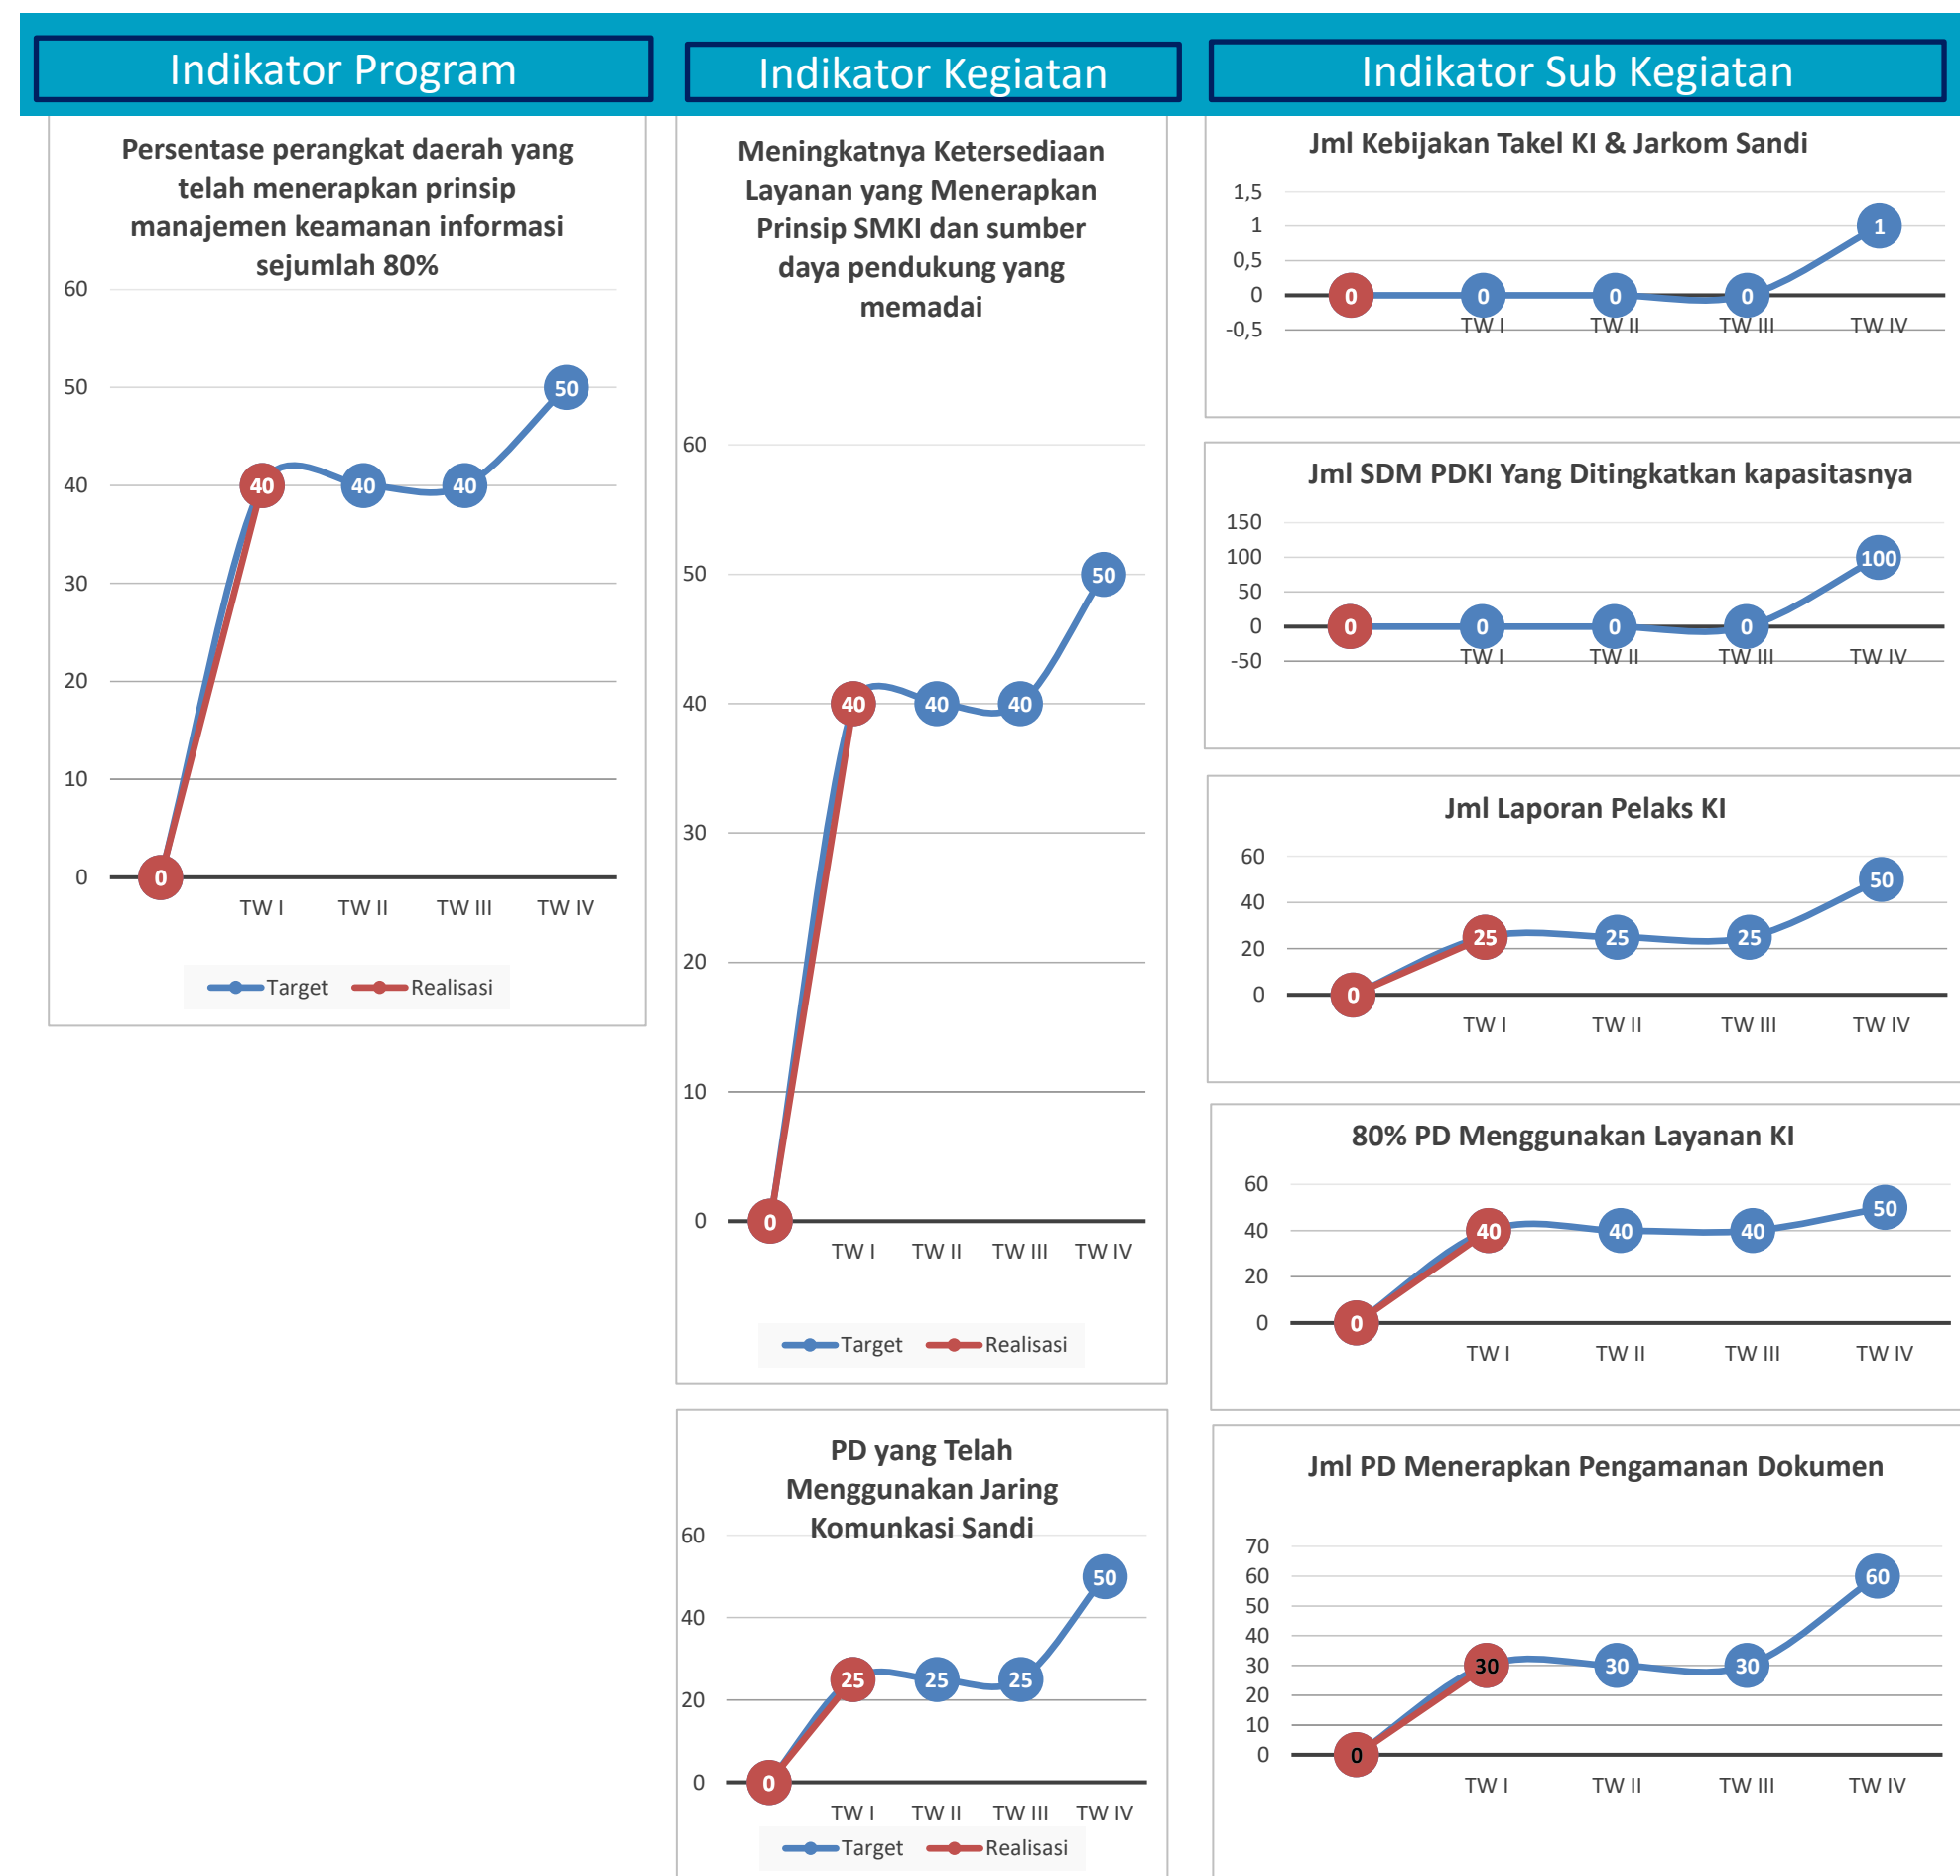 Indikator Program
Indikator Kegiatan
Indikator Sub Kegiatan
Persentase perangkat daerah yang
telah menerapkan prinsip
manajemen keamanan informasi
sejumlah 80%
60
50
40
30
20
10
0
0
40
40
40
50
TW I TW II TW III TW IV
Target Realisasi
Meningkatnya Ketersediaan
Layanan yang Menerapkan
Prinsip SMKI dan sumber
daya pendukung yang
memadai
60
50
40
30
20
10
0
0
40
40
40
50
TW I TW II TW III TW IV
Target Realisasi
PD yang Telah
Menggunakan Jaring
Komunkasi Sandi
60
40
20
0
0
25
25
25
50
TW I TW II TW III TW IV
Target Realisasi
Jml Kebijakan Takel KI & Jarkom Sandi
1,5
1
0,5
0
-0,5
0
0
0
0
1
TW I TW II TW III TW IV
Jml SDM PDKI Yang Ditingkatkan kapasitasnya
150
100
50
0
-50
0
0
0
0
100
TW I TW II TW III TW IV
Jml Laporan Pelaks KI
60
40
20
0
0
25
25
25
50
TW I TW II TW III TW IV
80% PD Menggunakan Layanan KI
60
40
20
0
0
40
40
40
50
TW I TW II TW III TW IV
Jml PD Menerapkan Pengamanan Dokumen
70
60
50
40
30
20
10
0
0
30
30
30
60
TW I TW II TW III TW IV